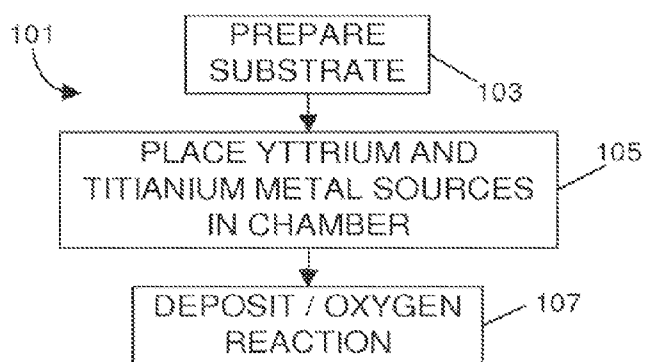 101
PREPARE
SUBSTRATE
103
PLACE YTTRIUM AND
TITIANIUM METAL SOURCES
IN CHAMBER
105
DEPOSIT / OXYGEN
REACTION
107